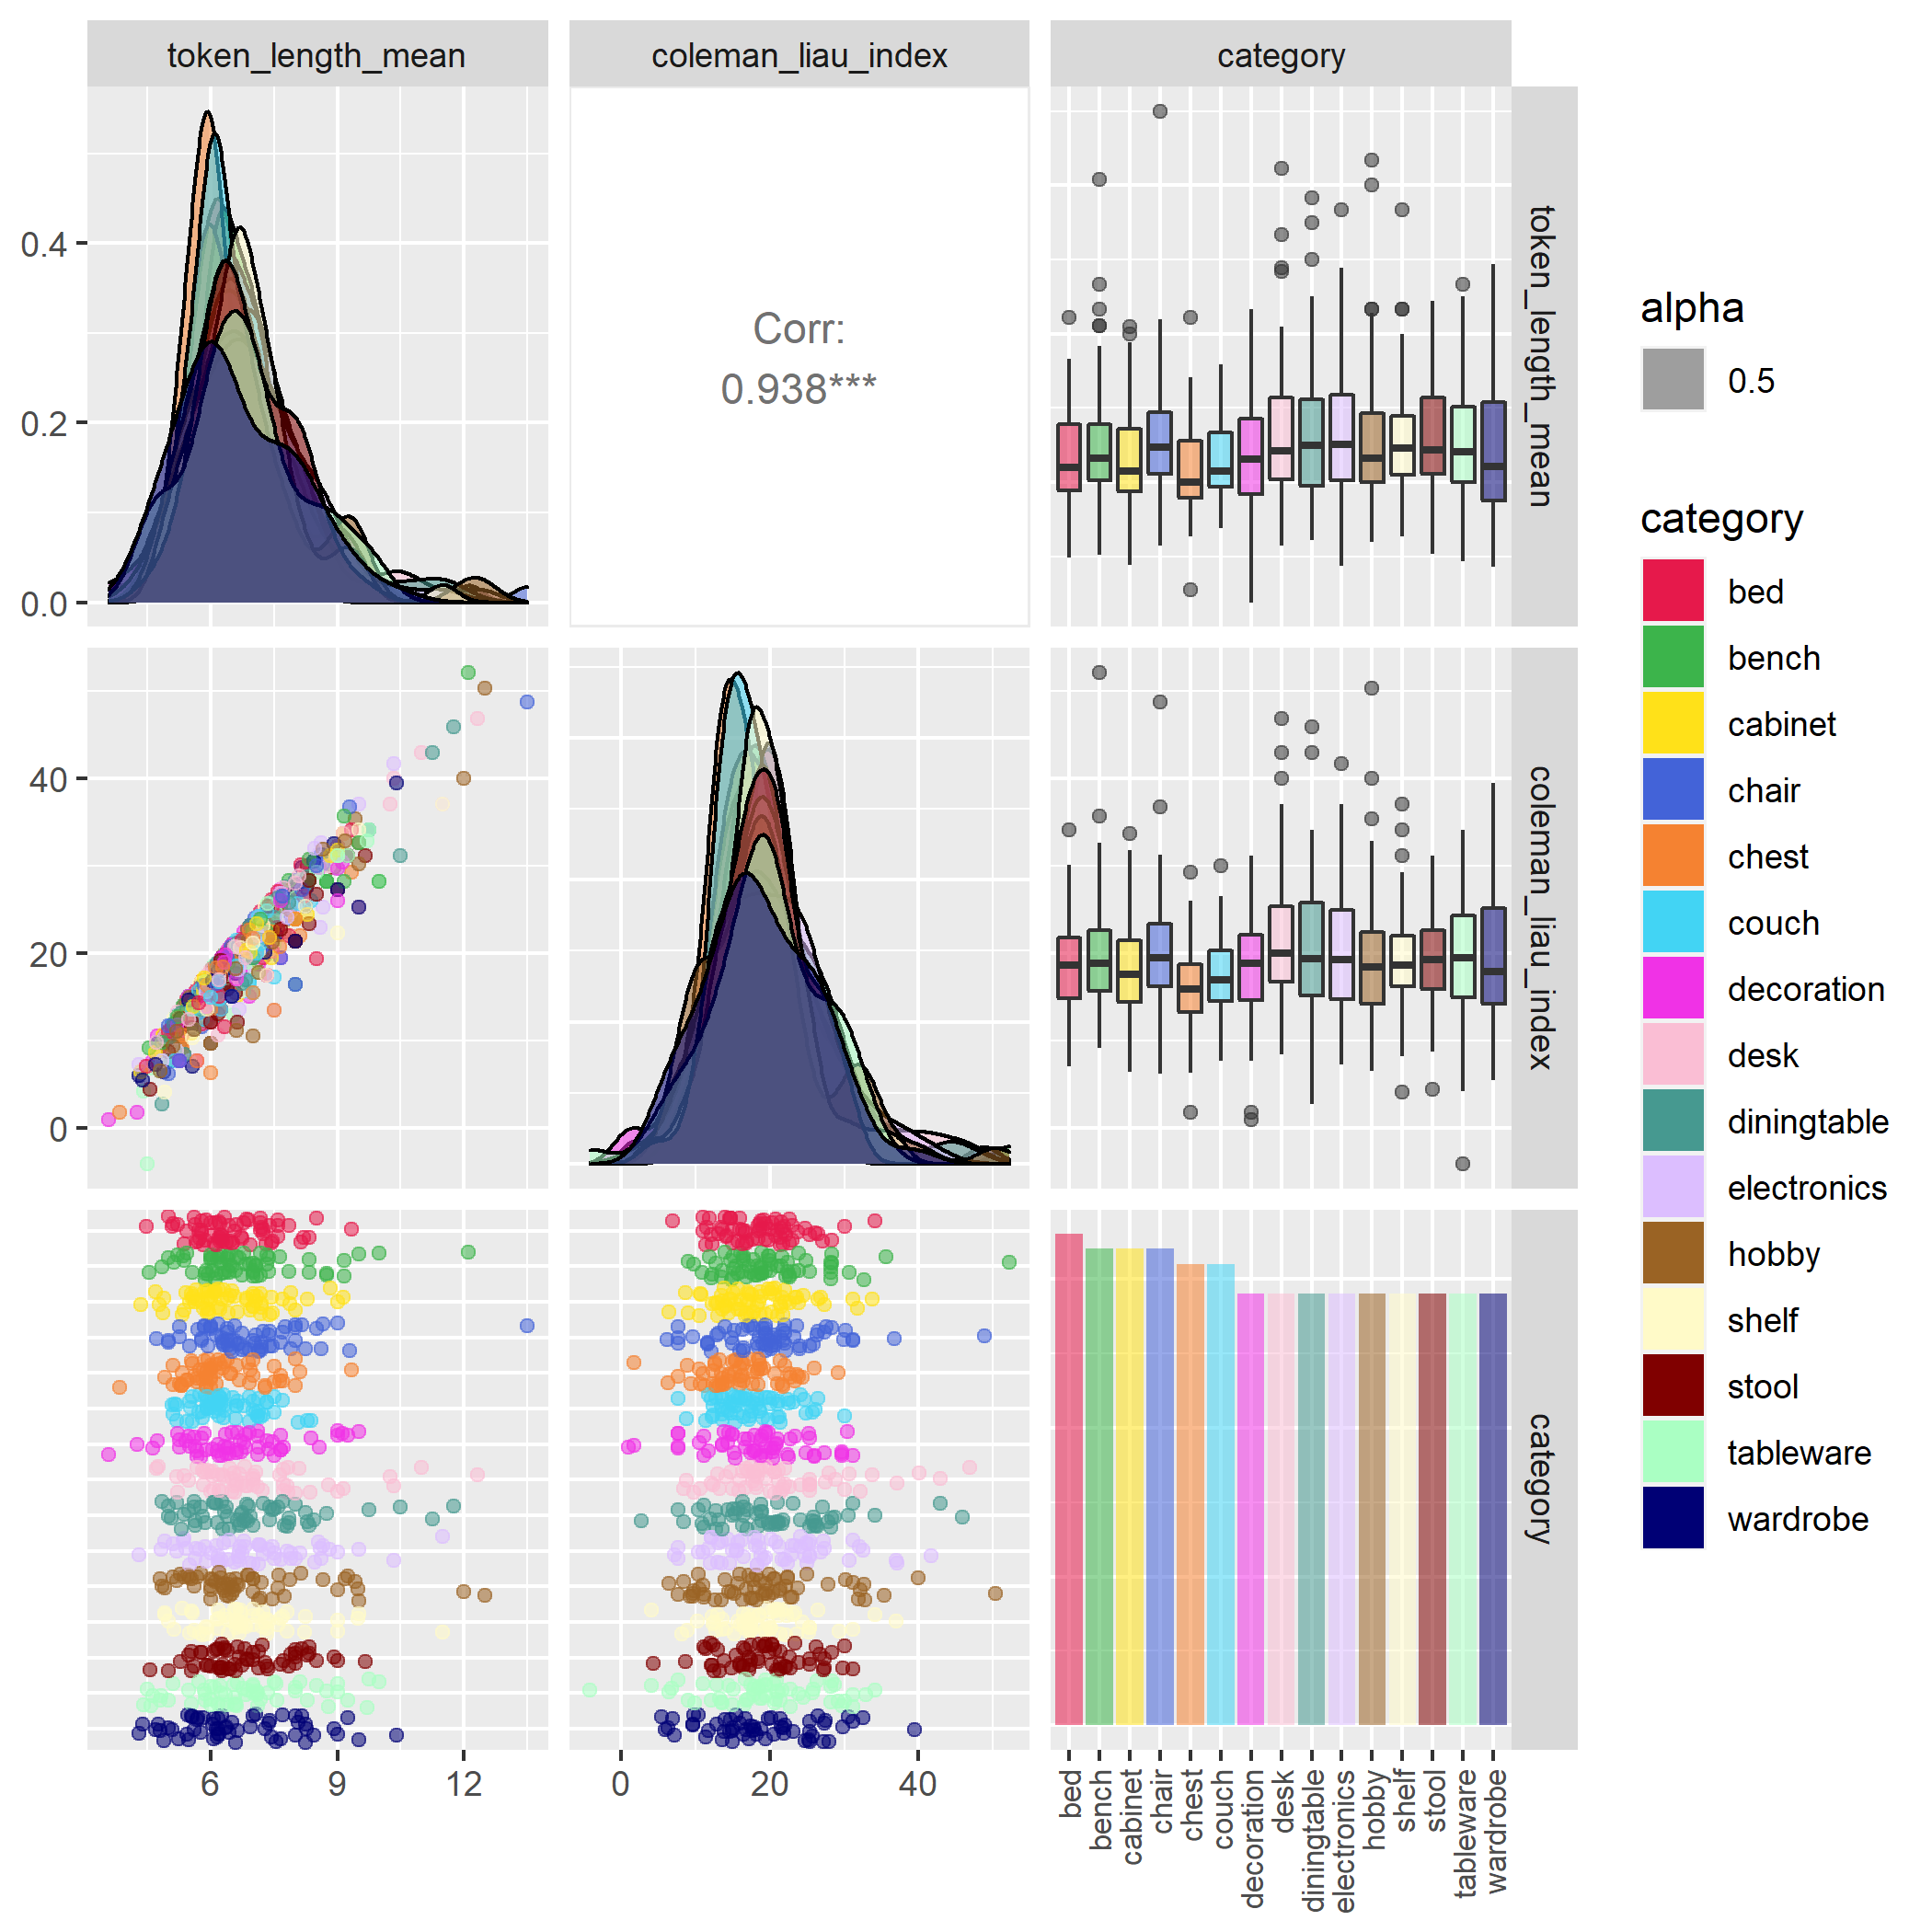 token_length_mean
coleman_liau_index
category
0.4
0.2
0.0
Corr:
0.938***
token_length_mean
40
20
0
coleman_liau_index
category
6
9
12
0
20
40
bed
bench
cabinet
chair
chest
couch
decoration
desk
diningtable
electronics
hobby
shelf
stool
tableware
wardrobe
alpha
0.5
category
bed
bench
cabinet
chair
chest
couch
decoration
desk
diningtable
electronics
hobby
shelf
stool
tableware
wardrobe